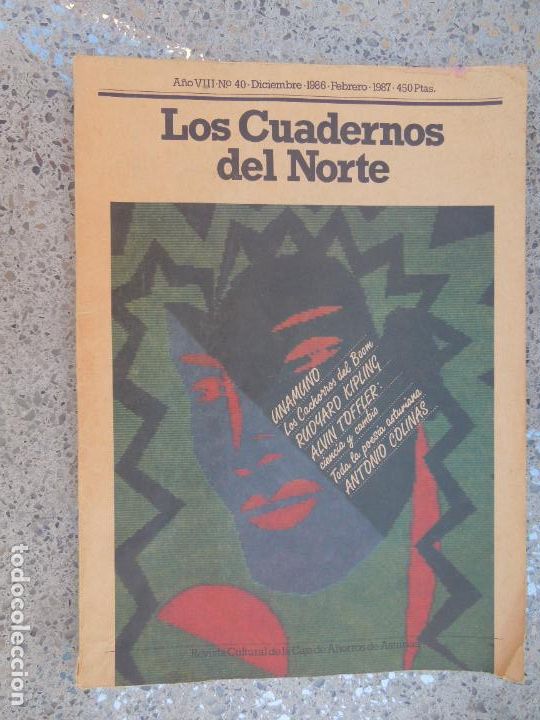 Año VIII · Nº 40 · Diciembre · 1986 · Febrero · 1987 · 450 Ptas.
Los Cuadernos
del Norte
UNAMUNO
Los Cachorros del Boom
RUDYARD KIPLING
ALVIN TOFFLER:
ciencia y cambio
Toda la poesía asturiana
ANTONIO COLINAS...
Revista Cultural de la Caja de Ahorros de Asturias
todocoleccion